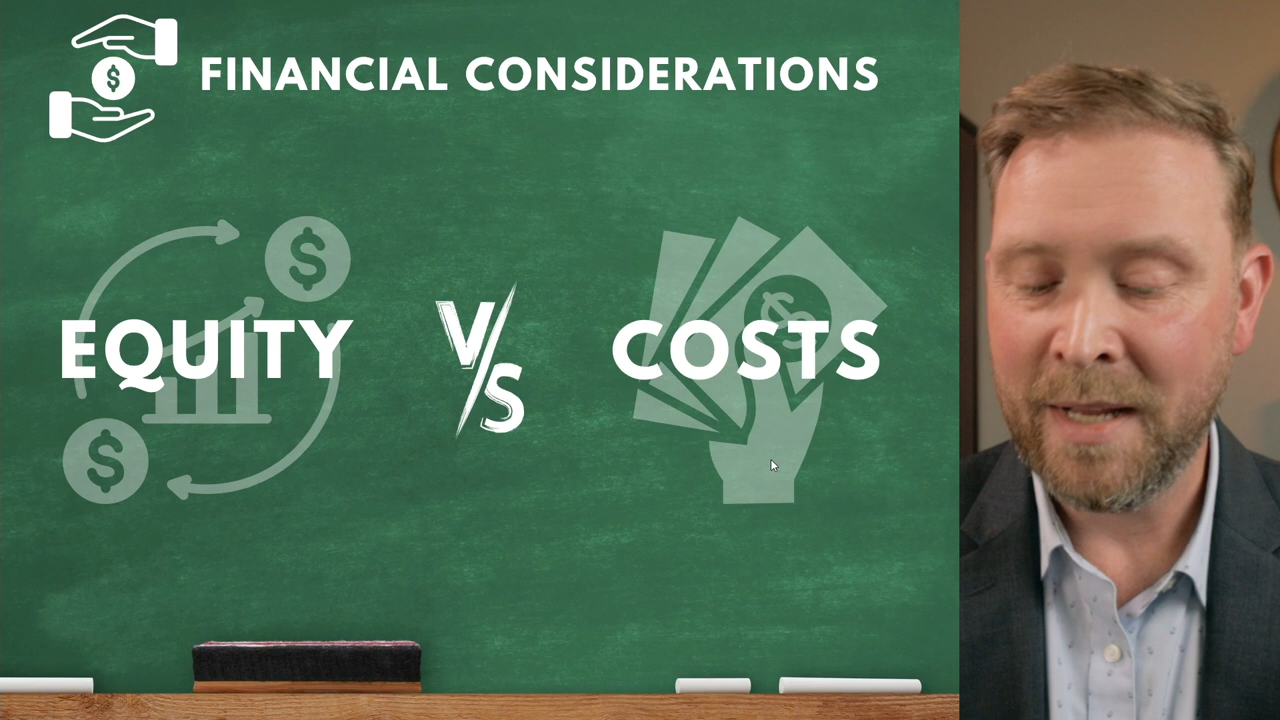 $
FINANCIAL CONSIDERATIONS
$
EQUITY
VS
COSTS
$
$